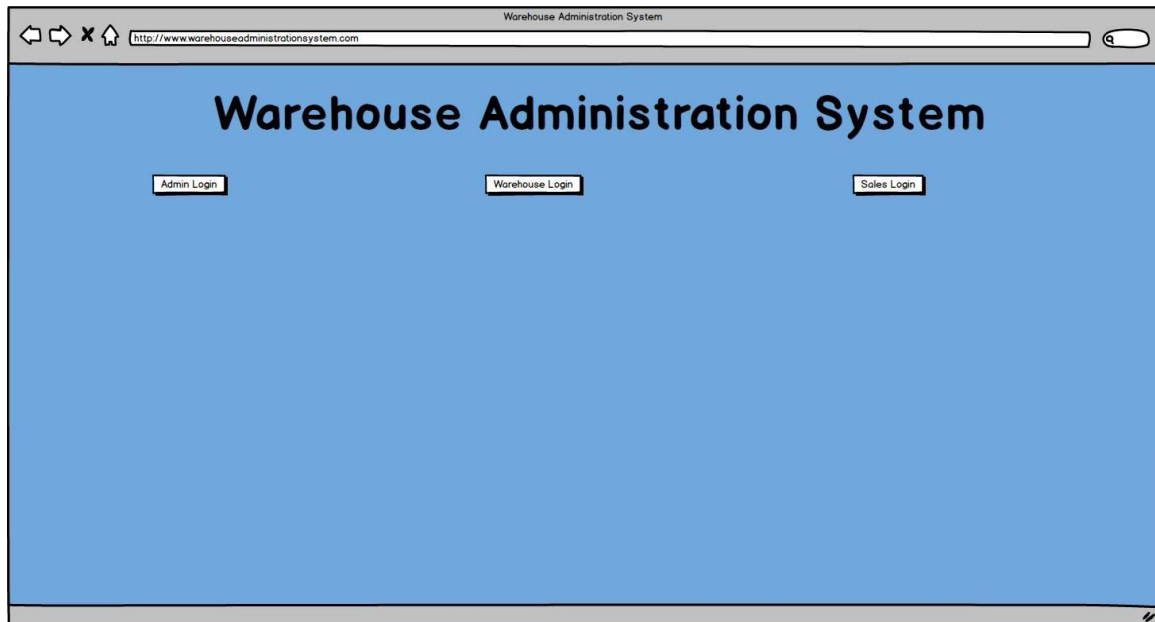 Warehouse Administration System
http://www.warehouseadministrationsystem.com
Warehouse Administration System
Admin Login
Warehouse Login
Sales Login